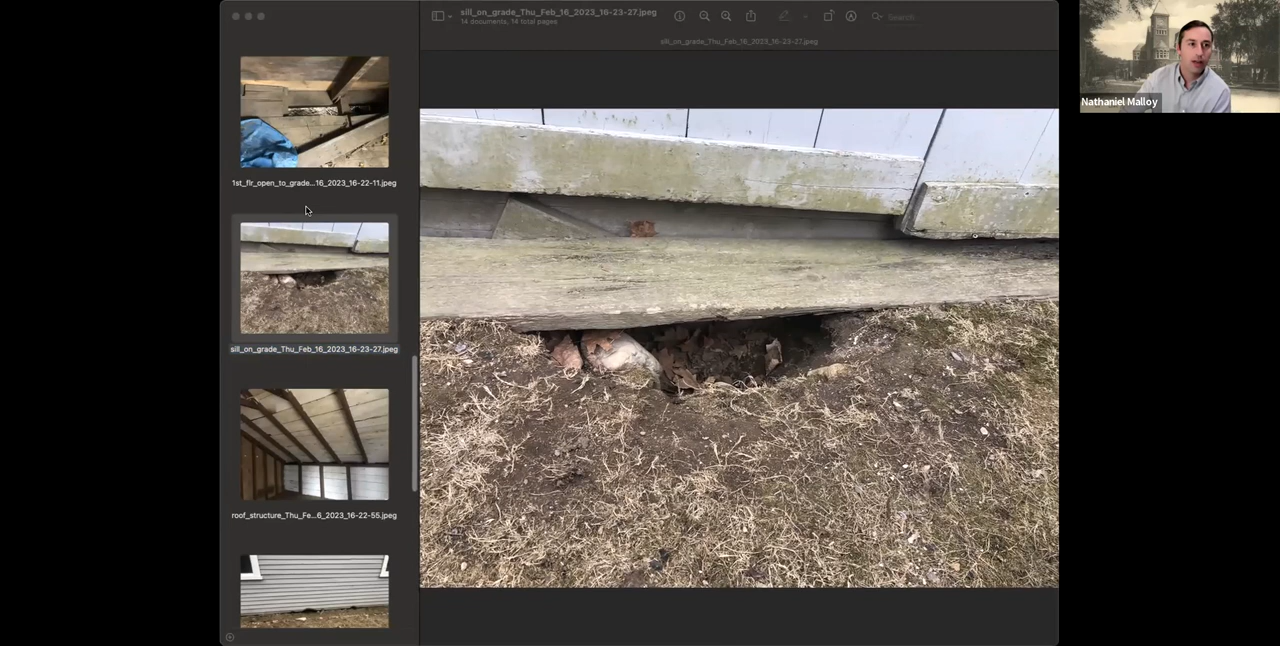 sill_on_grade_Thu_Feb_16_2023_16-23-27.jpeg
14 documents, 14 total pages
Search
sill_on_grade_Thu_Feb_16_2023_16-23-27.jpeg
1st_flr_open_to_grade...16_2023_16-22-11.jpeg
sill_on_grade_Thu_Feb_16_2023_16-23-27.jpeg
roof_structure_Thu_Fe...6_2023_16-22-55.jpeg
Nathaniel Malloy